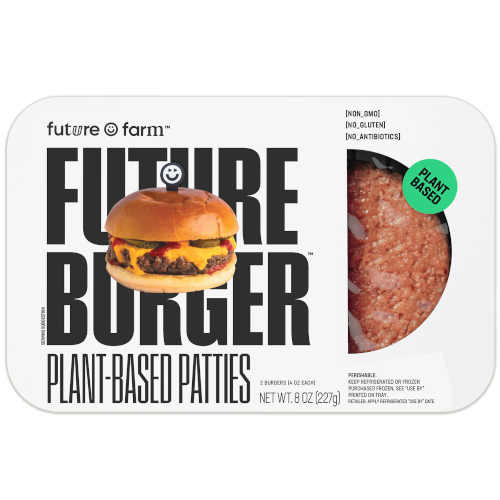 future farm™
[NON_GMO]
[NO_GLUTEN]
[NO_ANTIBIOTICS]
PLANT
BASED
FUTURE
BURGER™
PLANT-BASED PATTIES
2 BURGERS (4 OZ EACH)
NET WT. 8 OZ (227g)
PERISHABLE:
KEEP REFRIGERATED OR FROZEN
PURCHASED FROZEN, SEE "USE BY"
PRINTED ON TRAY.
RETAILER: APPLY REFRIGERATED "USE BY" DATE.